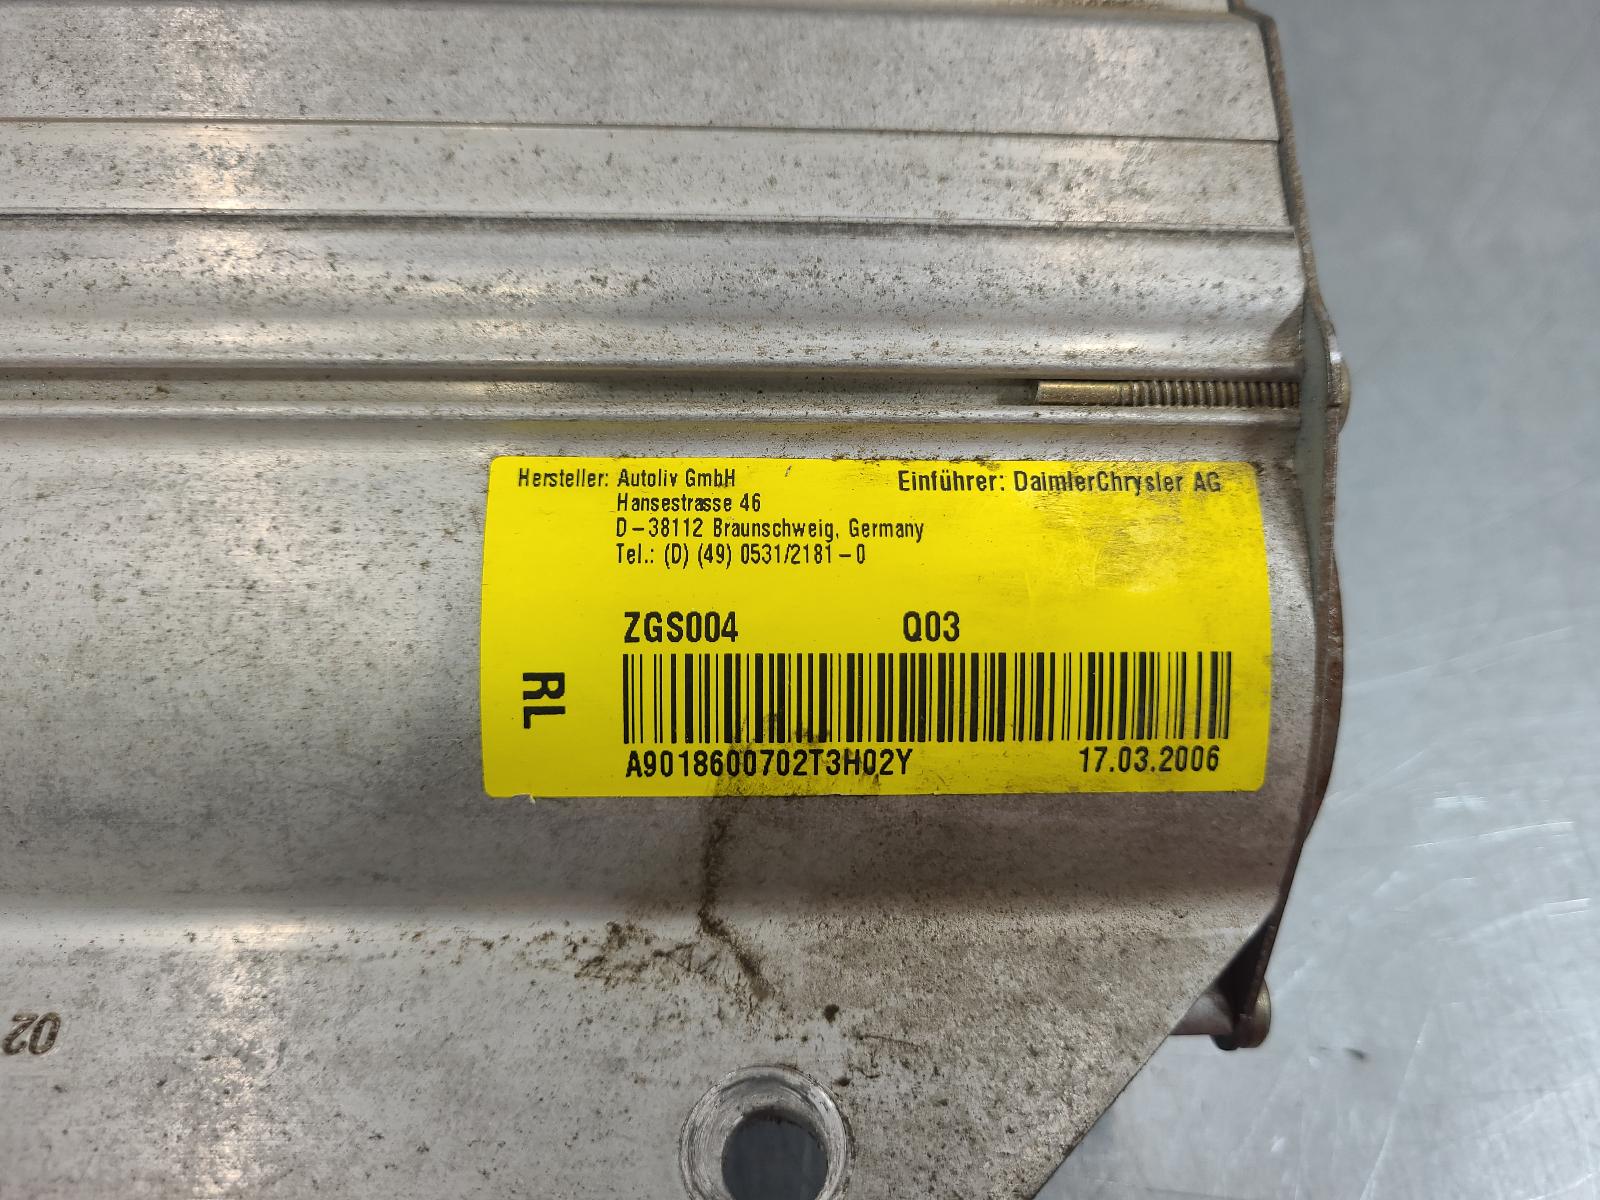 Hersteller: Autoliv GmbH
Hansestrasse 46
D-38112 Braunschweig, Germany
Tel.: (D) (49) 0531/2181-0
Einführer: DaimlerChrysler AG
ZGS004 Q03
RL
A9018600702T3H02Y 17.03.2006
02